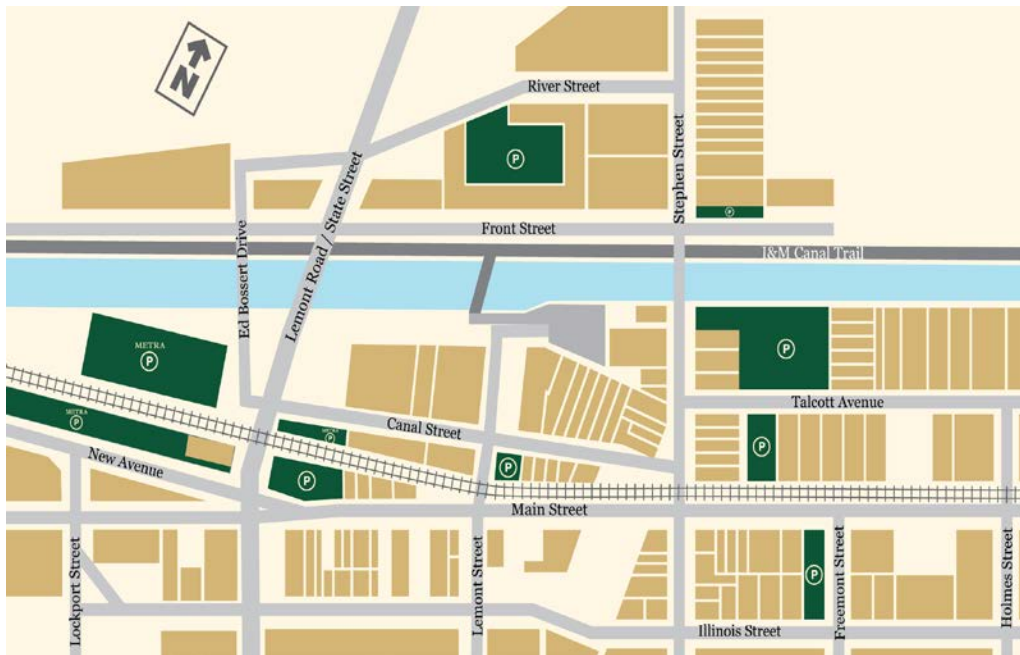 N
River Street
P
Stephen Street
P
Lemont Road / State Street
Front Street
Ed Bossert Drive
I&M Canal Trail
METRA
P
P
Talcott Avenue
METRA
P
METRA
P
Canal Street
P
P
New Avenue
P
Main Street
Lockport Street
Lemont Street
P
Freemont Street
Holmes Street
Illinois Street